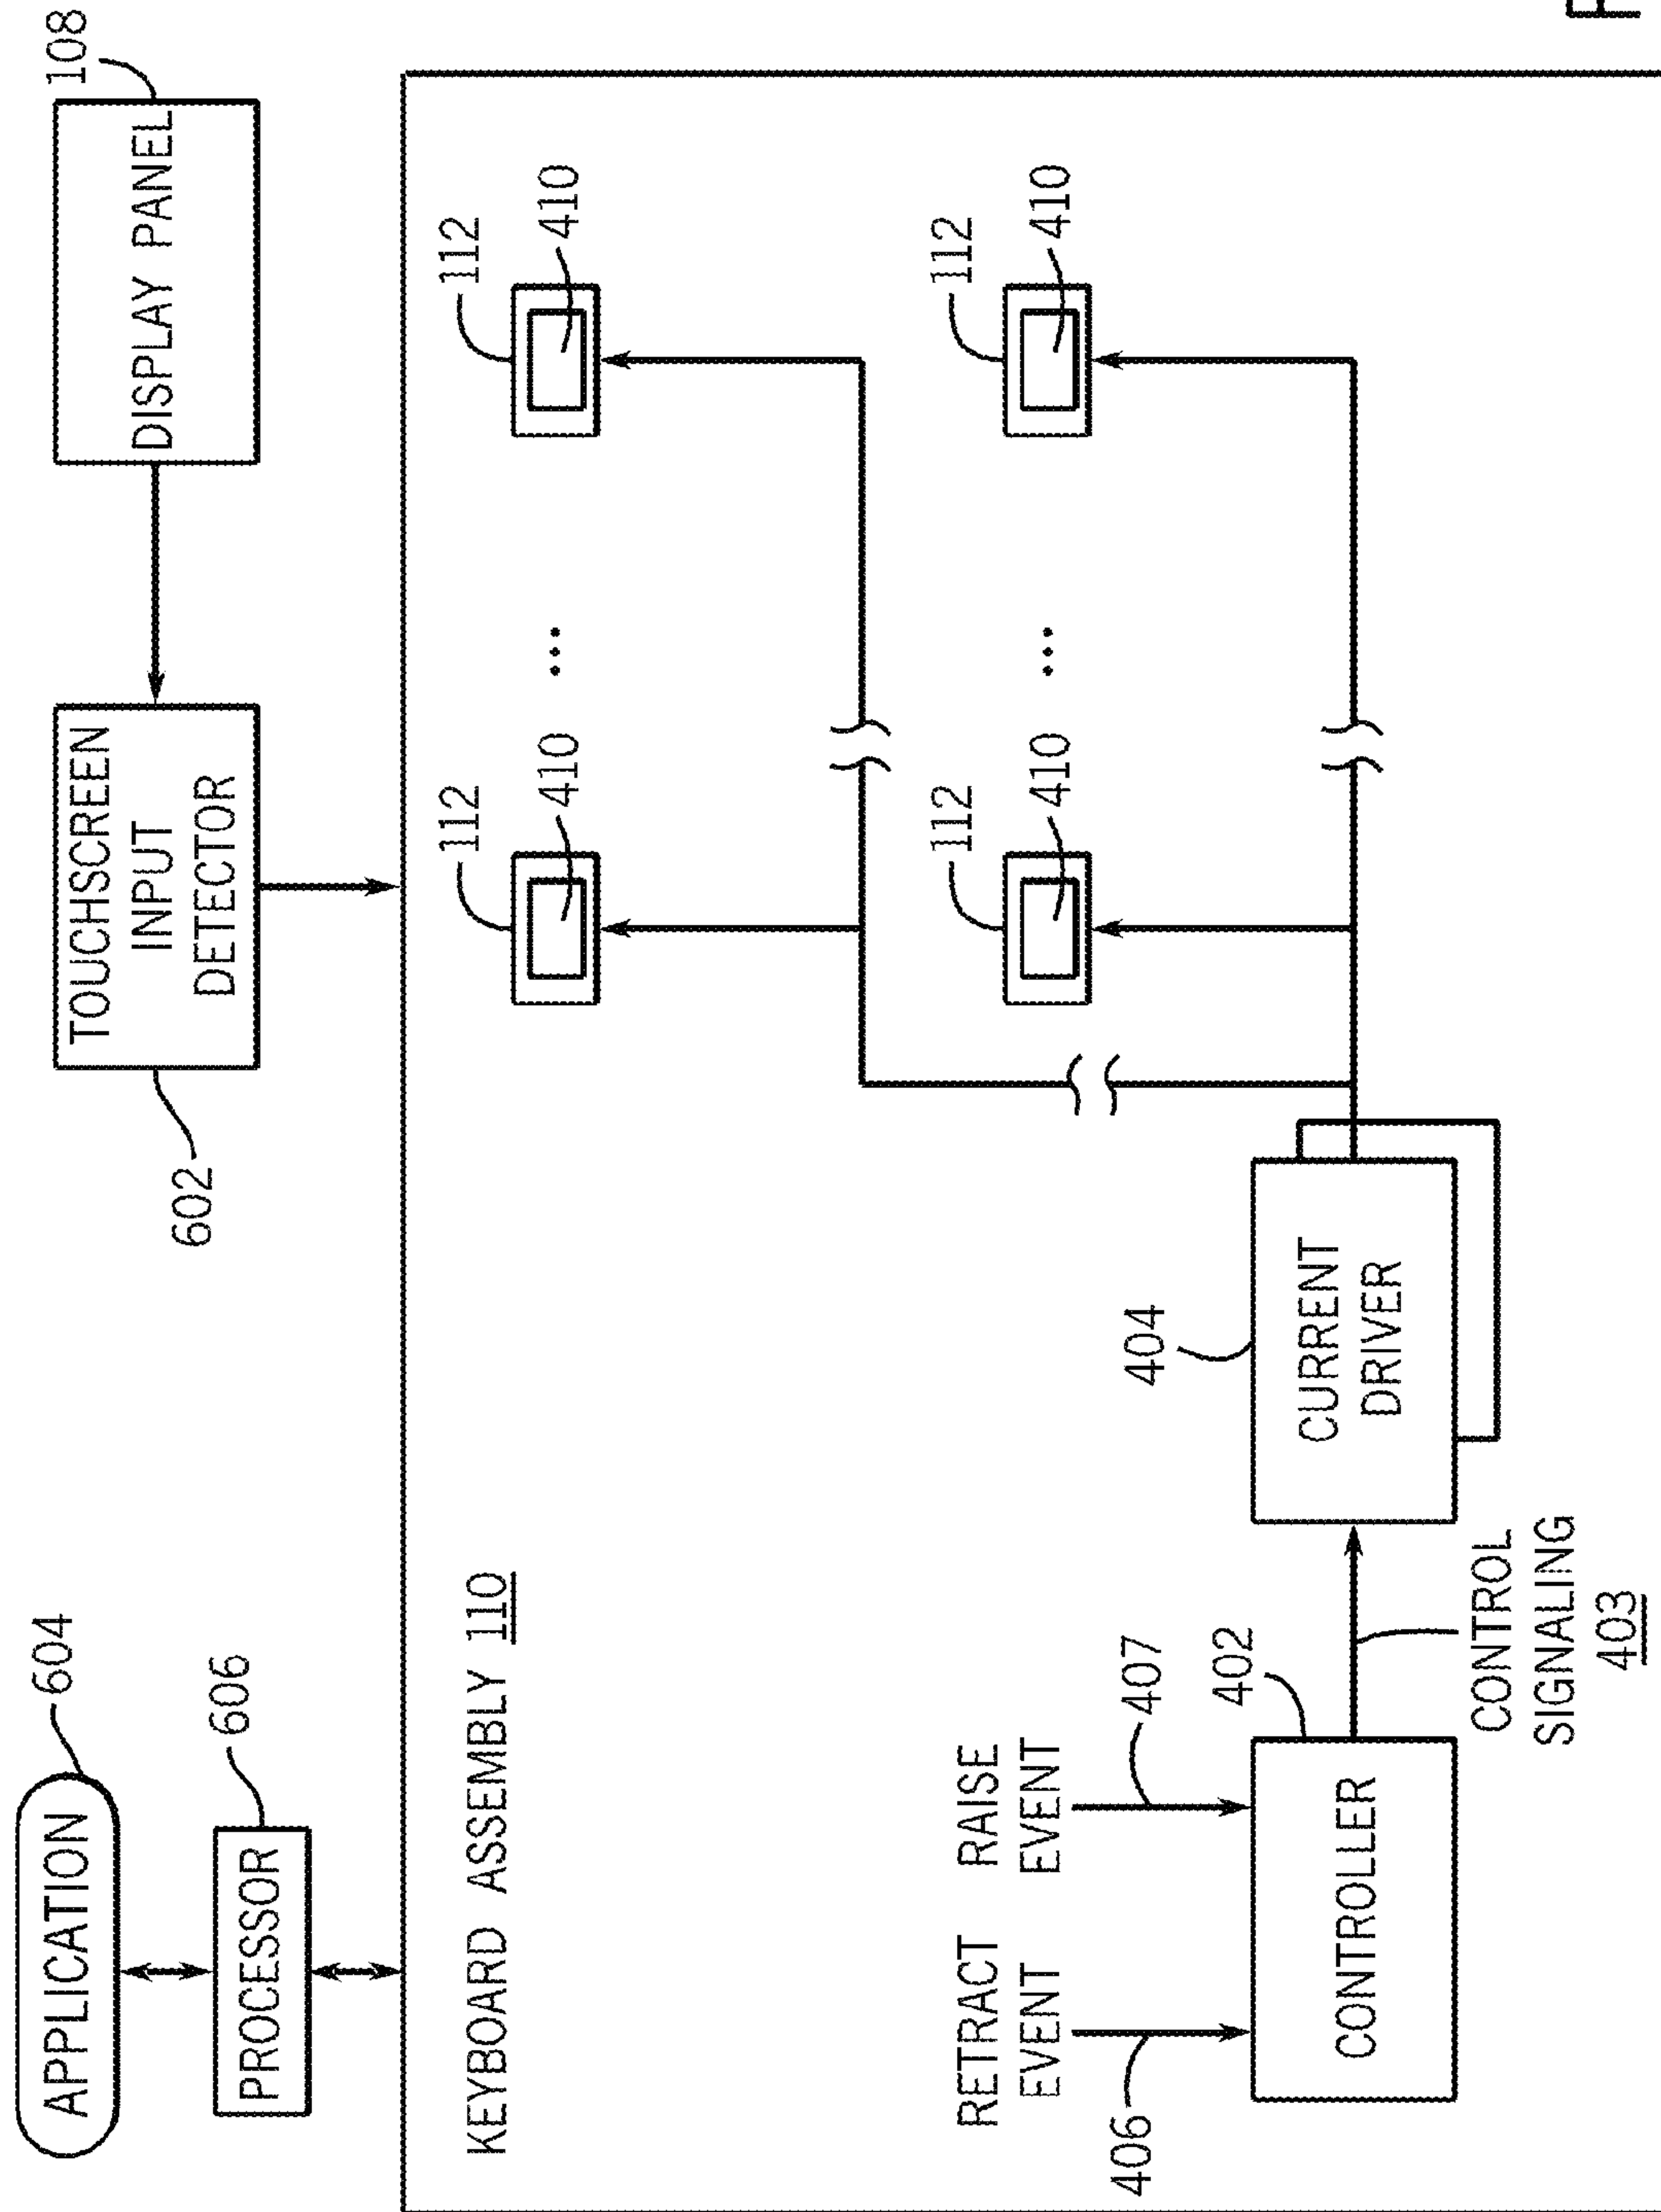 APPLICATION
604
PROCESSOR
606
602
TOUCHSCREEN
INPUT
DETECTOR
DISPLAY PANEL
108
KEYBOARD ASSEMBLY 110
112
410
...
112
410
112
410
...
112
410
RETRACT
EVENT
RAISE
EVENT
406
407
402
CONTROLLER
CONTROL
SIGNALING
403
404
CURRENT
DRIVER